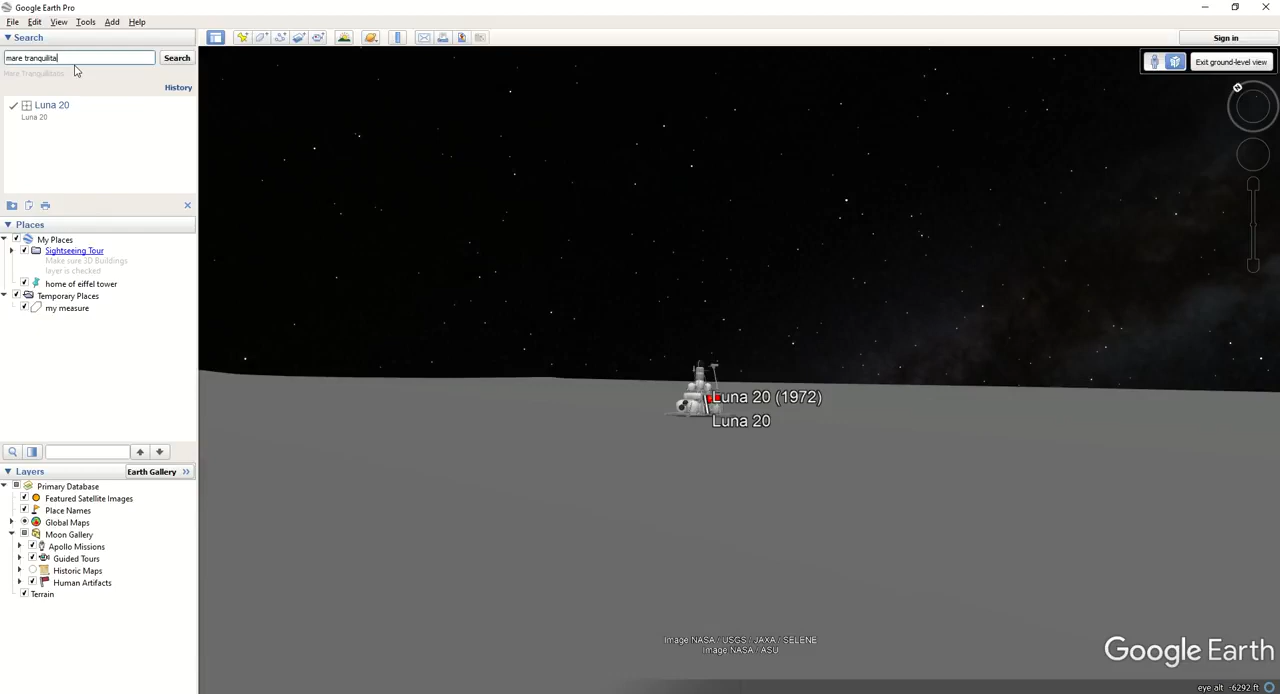 Google Earth Pro
File Edit View Tools Add Help
Search
Sign in
mare tranquilita
Search
Exit ground-level view
Mare Tranquillitatis
History
Luna 20
Luna 20
Places
My Places
Sightseeing Tour
Make sure 3D Buildings
layer is checked
home of eiffel tower
Temporary Places
my measure
Luna 20 (1972)
Luna 20
Layers
Earth Gallery >>
Primary Database
Featured Satellite Images
Place Names
Global Maps
Moon Gallery
Apollo Missions
Guided Tours
Historic Maps
Human Artifacts
Terrain
Image NASA / USGS / JAXA / SELENE
Image NASA / ASU
Google Earth
eye alt -6292 ft